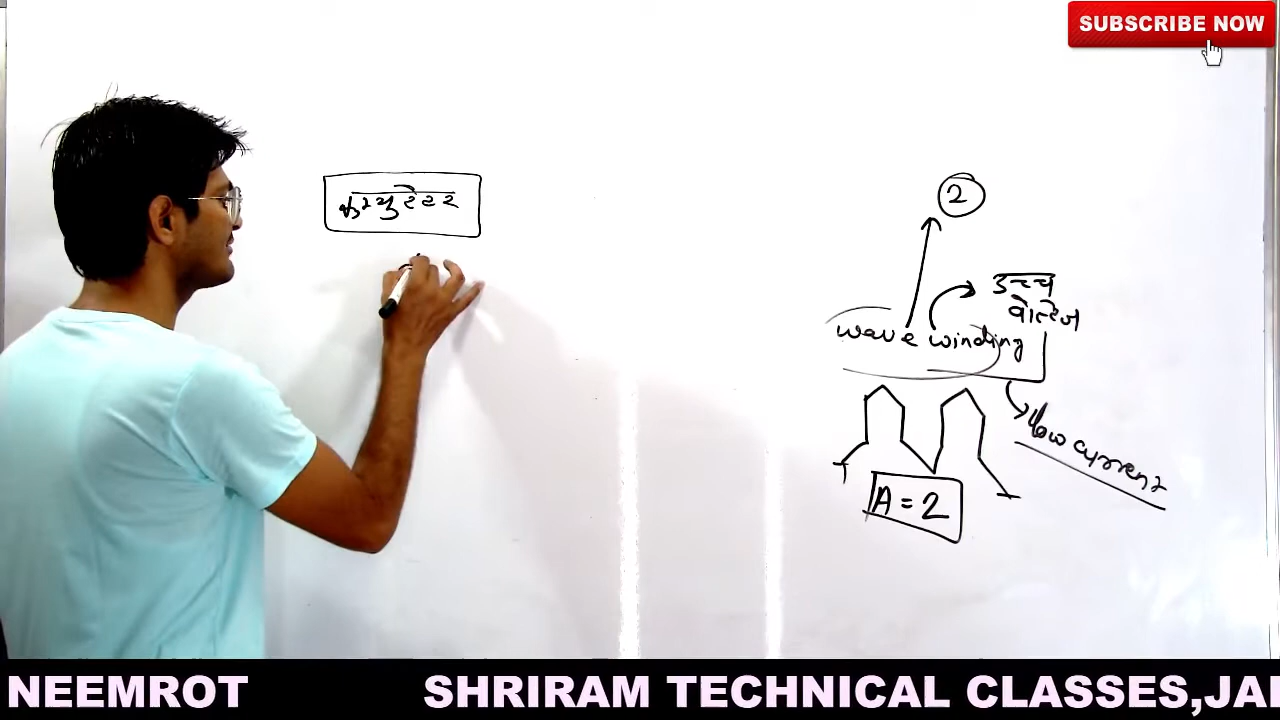 SUBSCRIBE NOW
कम्युटेटर
2
उच्च
वोल्टेज
wave winding
low current
A = 2
NEEMROT SHRIRAM TECHNICAL CLASSES,JAI